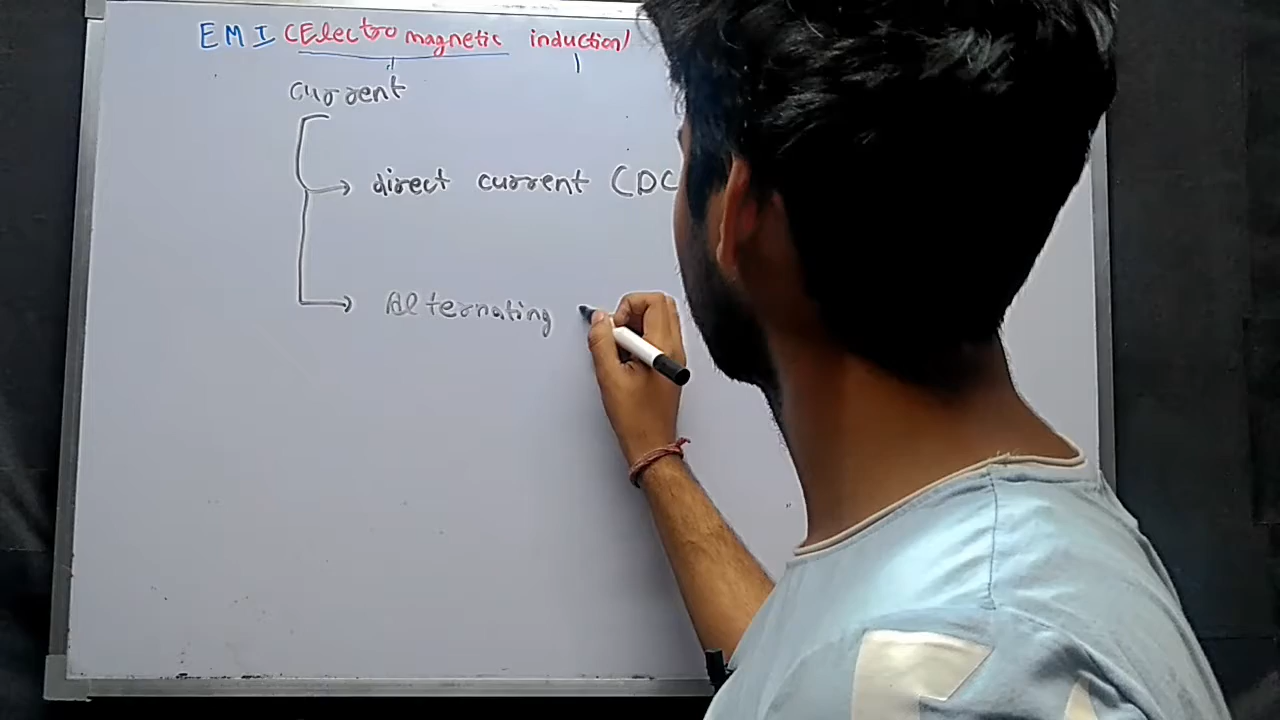 EMI (Electro magnetic induction)
current
direct current (DC
Alternating